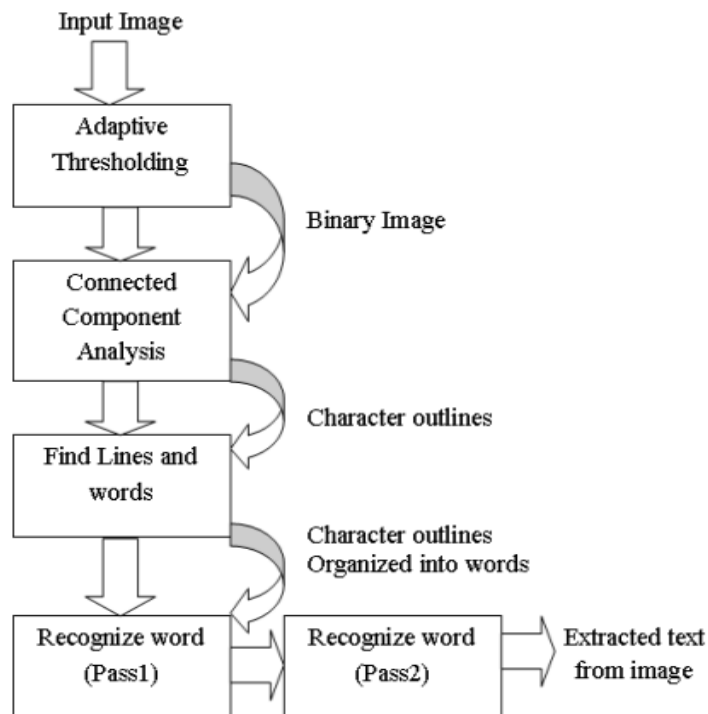 Input Image
Adaptive
Thresholding
Binary Image
Connected
Component
Analysis
Character outlines
Find Lines and
words
Character outlines
Organized into words
Recognize word
(Pass1)
Recognize word
(Pass2)
Extracted text
from image